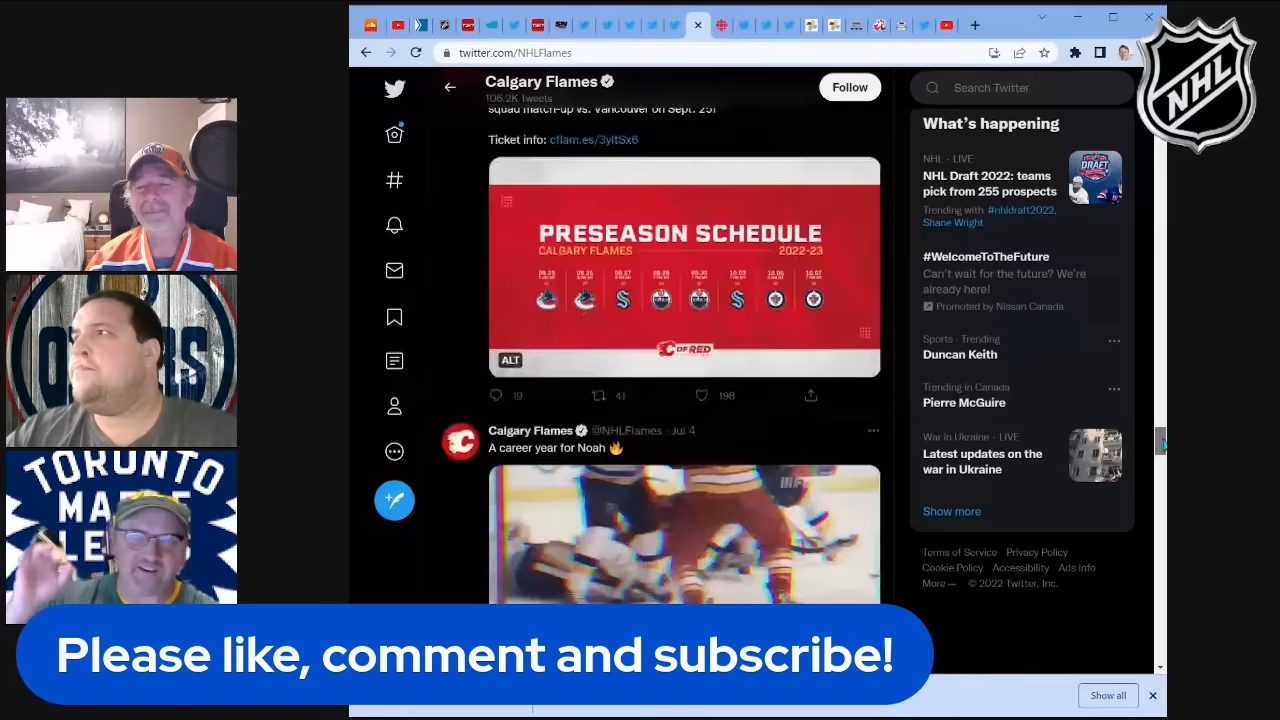 twitter.com/NHLFlames
NHL
Calgary Flames
106.2K Tweets
Follow
Search Twitter
squad match-up vs. Vancouver on Sept. 25!
Ticket info: cflam.es/3yItSx6
PRESEASON SCHEDULE
CALGARY FLAMES 2022-23
C OF RED
ALT
19 41 198
Calgary Flames @NHLFlames · Jul 4
A career year for Noah
What's happening
NHL · LIVE
NHL Draft 2022: teams
pick from 255 prospects
Trending with #nhldraft2022,
Shane Wright
DRAFT
#WelcomeToTheFuture
Can't wait for the future? We're
already here!
Promoted by Nissan Canada
Sports · Trending
Duncan Keith
Trending in Canada
Pierre McGuire
War in Ukraine · LIVE
Latest updates on the
war in Ukraine
Show more
Terms of Service Privacy Policy
Cookie Policy Accessibility Ads info
More ··· © 2022 Twitter, Inc.
TORONTO
Please like, comment and subscribe!
Show all